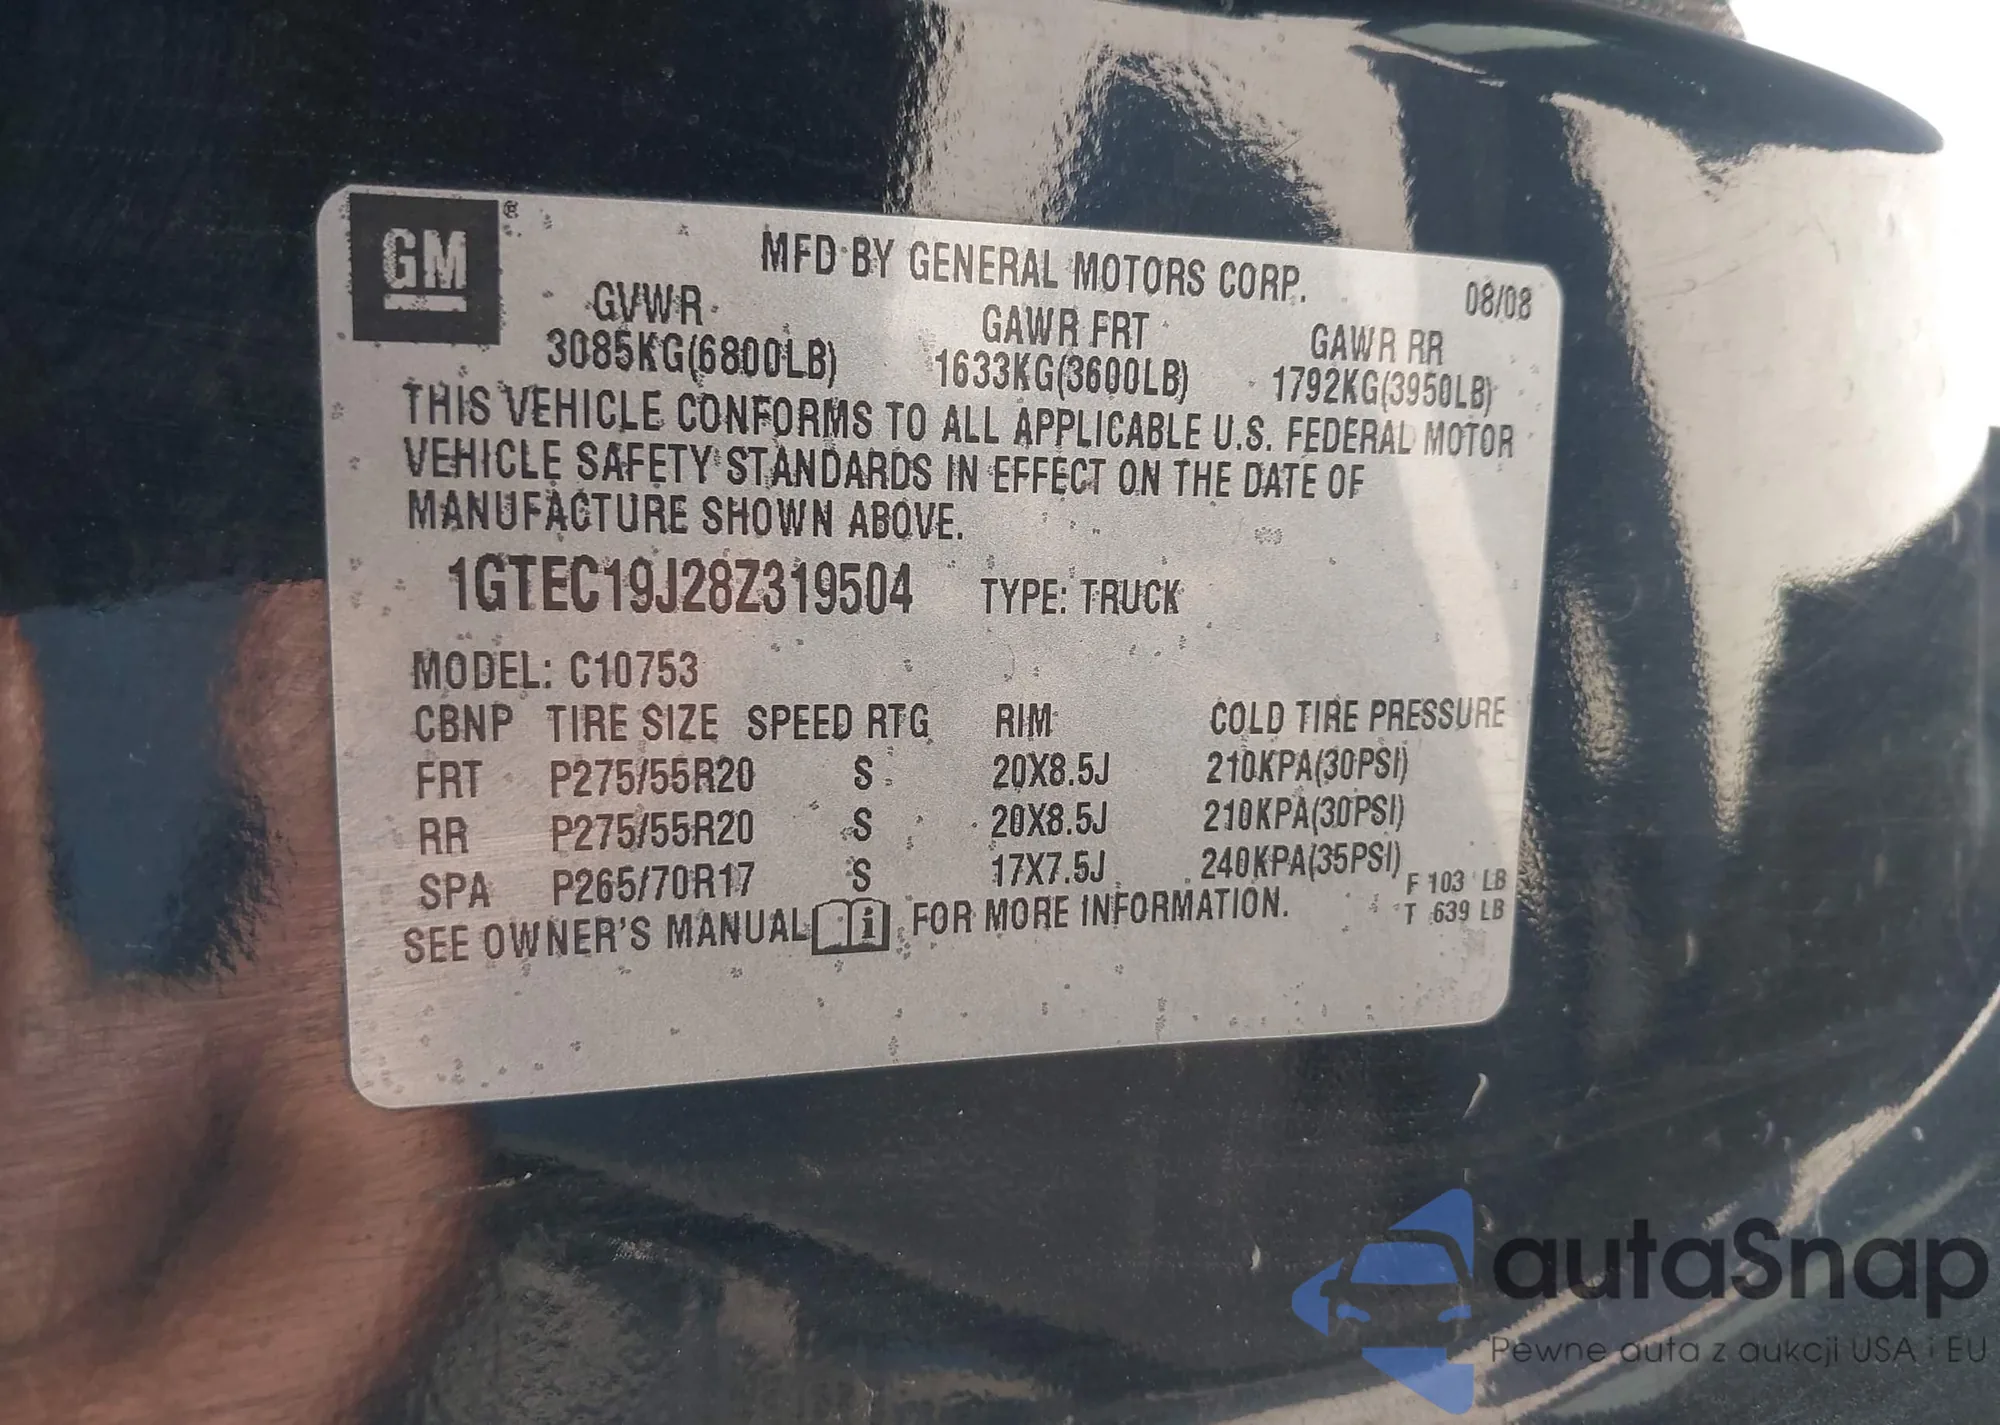 GM ®
MFD BY GENERAL MOTORS CORP.
08/08
GVWR GAWR FRT GAWR RR
3085KG(6800LB) 1633KG(3600LB) 1792KG(3950LB)
THIS VEHICLE CONFORMS TO ALL APPLICABLE U.S. FEDERAL MOTOR
VEHICLE SAFETY STANDARDS IN EFFECT ON THE DATE OF
MANUFACTURE SHOWN ABOVE.
1GTEC19J28Z319504 TYPE: TRUCK
MODEL: C10753
CBNP TIRE SIZE SPEED RTG RIM COLD TIRE PRESSURE
FRT P275/55R20 S 20X8.5J 210KPA(30PSI)
RR P275/55R20 S 20X8.5J 210KPA(30PSI)
SPA P265/70R17 S 17X7.5J 240KPA(35PSI)
F 103 LB
T 639 LB
SEE OWNER'S MANUAL i FOR MORE INFORMATION.
autaSnap
Pewne auta z aukcji USA i EU